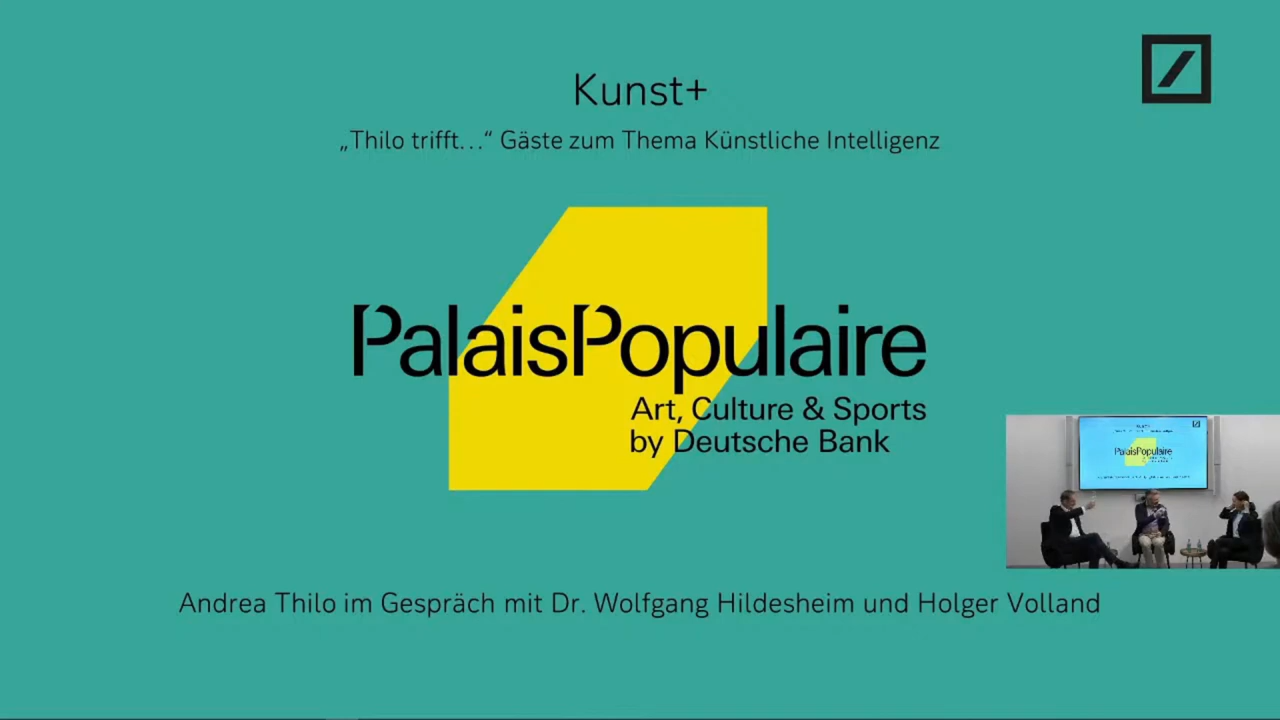 Kunst+
„Thilo trifft...“ Gäste zum Thema Künstliche Intelligenz
PalaisPopulaire
Art, Culture & Sports
by Deutsche Bank
PalaisPopulaire
Andrea Thilo im Gespräch mit Dr. Wolfgang Hildesheim und Holger Volland